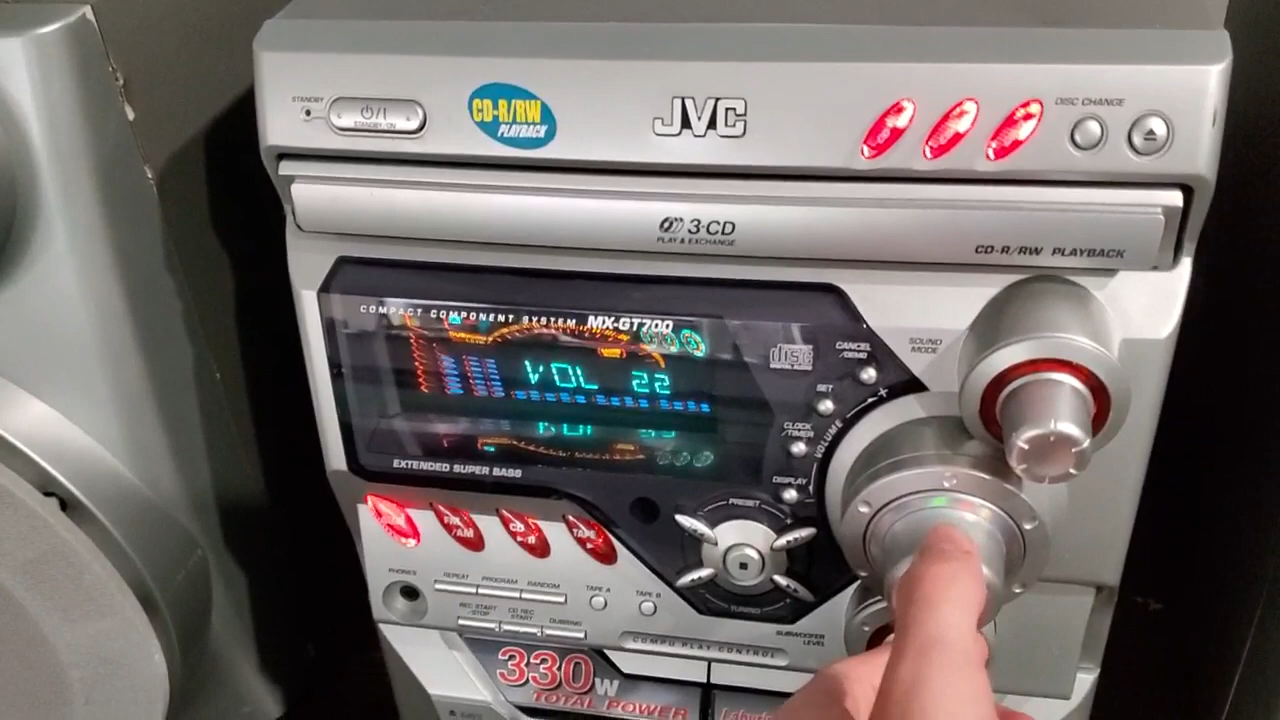 STANDBY
⏻/I
STANDBY/ON
CD-R/RW
PLAYBACK
JVC
DISC CHANGE
3-CD
PLAY & EXCHANGE
CD-R/RW PLAYBACK
COMPACT COMPONENT SYSTEM MX-GT700
disc
DIGITAL AUDIO
CANCEL
/DEMO
SOUND
MODE
VOL 22
SET
CLOCK
/TIMER
VOLUME
+
DISPLAY
EXTENDED SUPER BASS
FM
/AM
CD
TAPE
PRESET
TUNING
PHONES
REPEAT
PROGRAM
RANDOM
TAPE A
TAPE B
REC START
/STOP
CD REC
START
DUBBING
COMPU PLAY CONTROL
SUBWOOFER
LEVEL
330W
TOTAL POWER